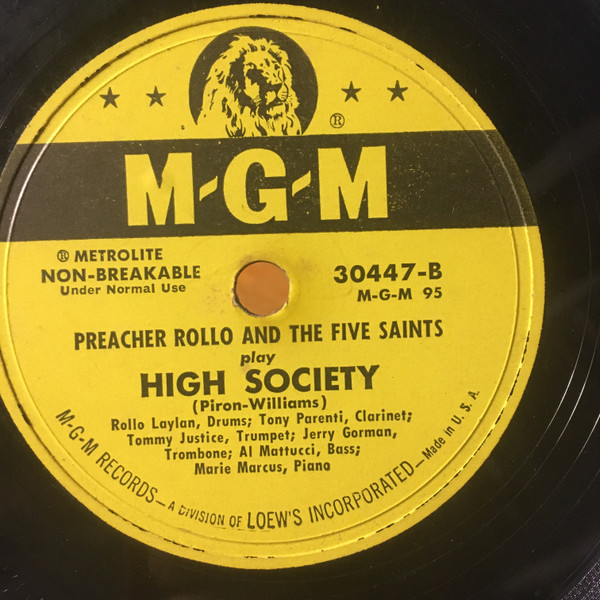 ★ ★ ★ ★
®
M-G-M
® METROLITE
NON-BREAKABLE
Under Normal Use
30447-B
M-G-M 95
PREACHER ROLLO AND THE FIVE SAINTS
play
HIGH SOCIETY
(Piron-Williams)
Rollo Laylan, Drums; Tony Parenti, Clarinet;
Tommy Justice, Trumpet; Jerry Gorman,
Trombone; Al Mattucci, Bass;
Marie Marcus, Piano
M-G-M RECORDS—A DIVISION OF LOEW'S INCORPORATED—Made in U. S. A.